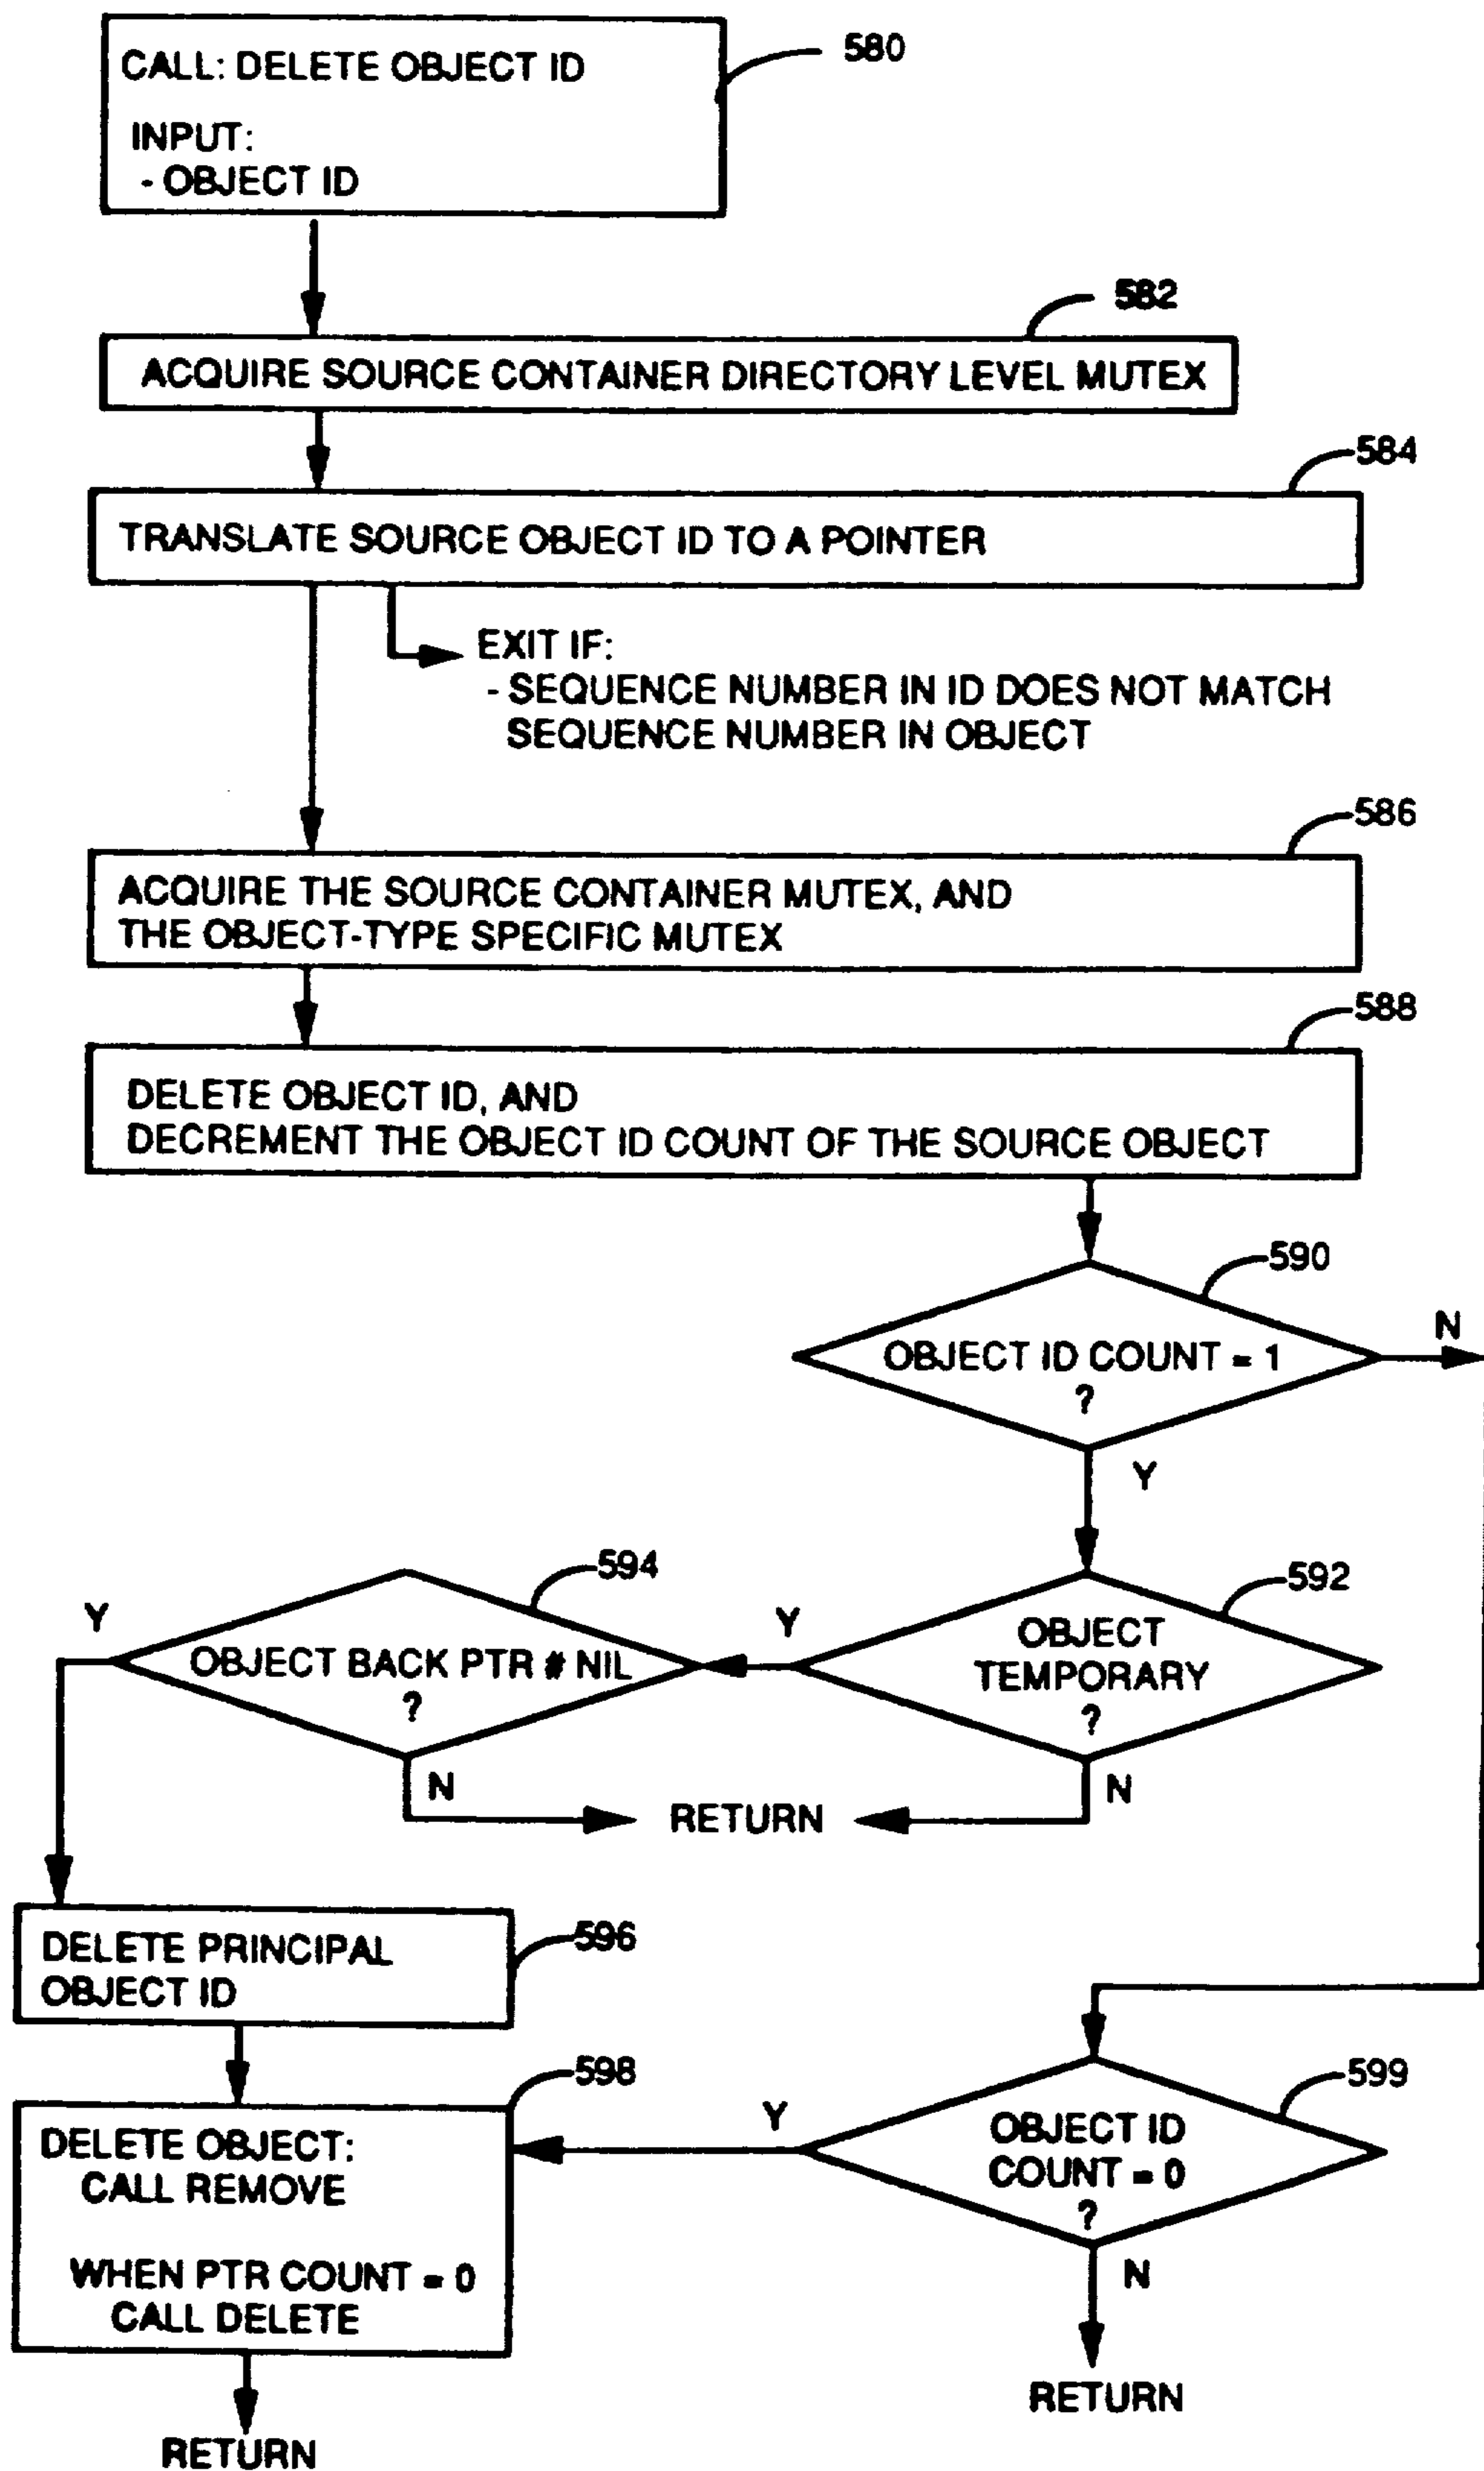 CALL: DELETE OBJECT ID
INPUT:
- OBJECT ID
580
582
ACQUIRE SOURCE CONTAINER DIRECTORY LEVEL MUTEX
584
TRANSLATE SOURCE OBJECT ID TO A POINTER
EXIT IF:
- SEQUENCE NUMBER IN ID DOES NOT MATCH
SEQUENCE NUMBER IN OBJECT
586
ACQUIRE THE SOURCE CONTAINER MUTEX, AND
THE OBJECT-TYPE SPECIFIC MUTEX
588
DELETE OBJECT ID, AND
DECREMENT THE OBJECT ID COUNT OF THE SOURCE OBJECT
590
N
OBJECT ID COUNT = 1
?
Y
592
OBJECT
TEMPORARY
?
Y
N
594
OBJECT BACK PTR # NIL
?
Y
N
RETURN
596
DELETE PRINCIPAL
OBJECT ID
598
DELETE OBJECT:
CALL REMOVE
WHEN PTR COUNT = 0
CALL DELETE
RETURN
599
Y
OBJECT ID
COUNT = 0
?
N
RETURN